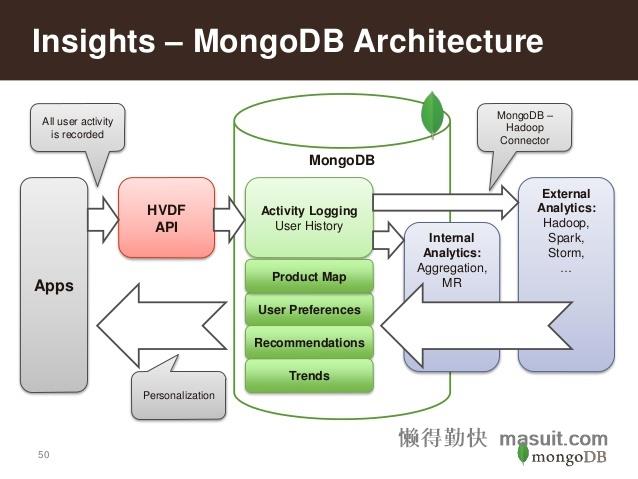 Insights – MongoDB Architecture
All user activity
is recorded
MongoDB –
Hadoop
Connector
MongoDB
Apps
HVDF
API
Activity Logging
User History
Product Map
User Preferences
Recommendations
Trends
Internal
Analytics:
Aggregation,
MR
External
Analytics:
Hadoop,
Spark,
Storm,
…
Personalization
懒得勤快 masuit.com
50
mongoDB